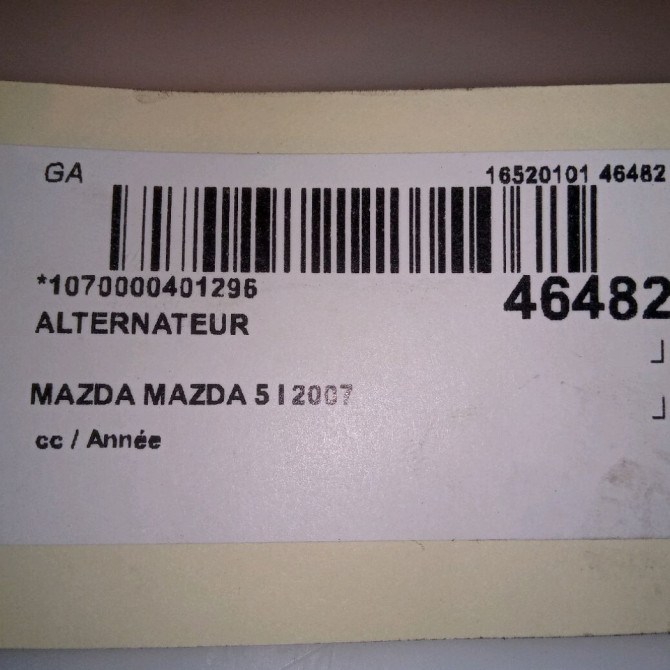 GA 16520101 46482
*1070000401296 46482
ALTERNATEUR
MAZDA MAZDA 5 I 2007
cc / Année